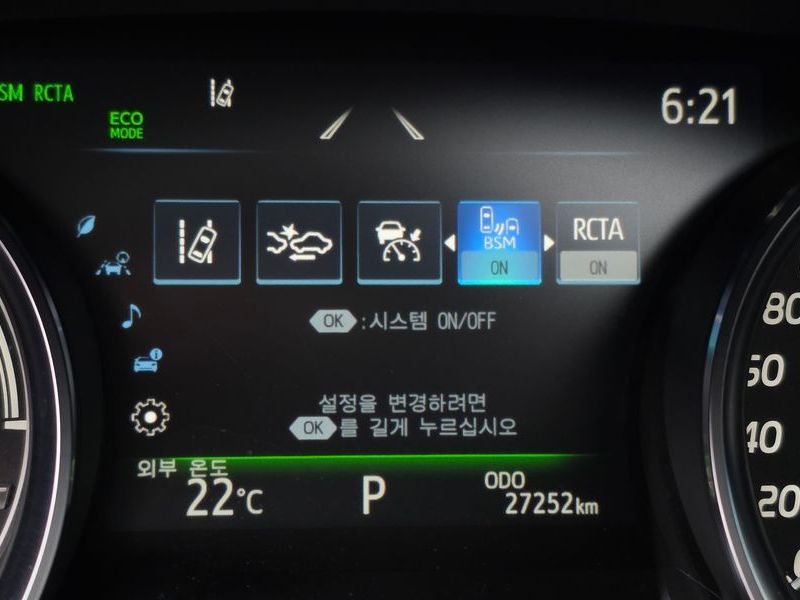 SM RCTA
ECO
MODE
6:21
BSM
ON
RCTA
ON
OK :시스템 ON/OFF
설정을 변경하려면
OK 를 길게 누르십시오
외부 온도
22°C
P
ODO
27252km
80
60
40
20